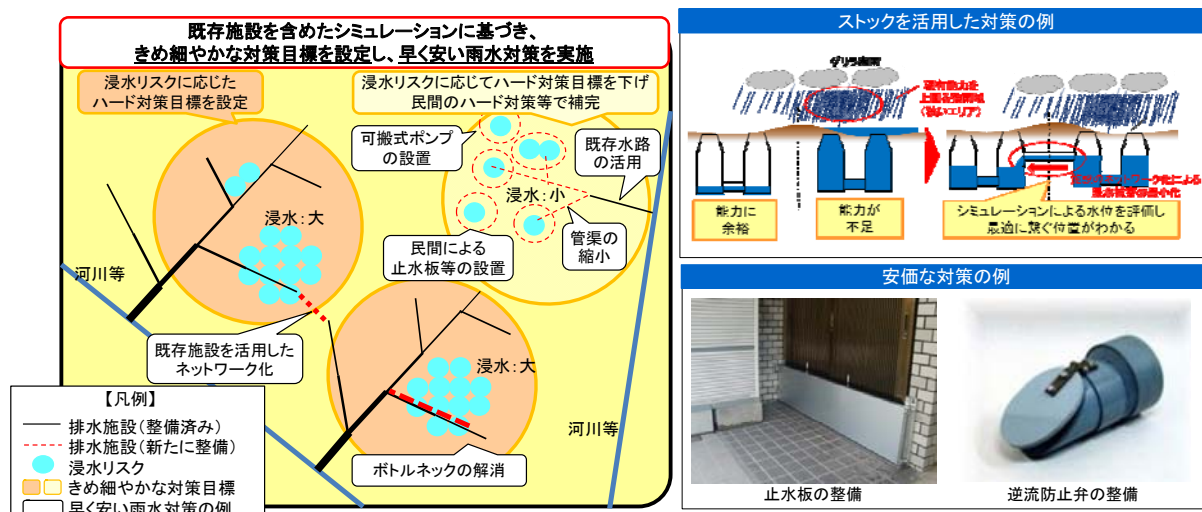 既存施設を含めたシミュレーションに基づき、
きめ細やかな対策目標を設定し、早く安い雨水対策を実施
浸水リスクに応じた
ハード対策目標を設定
浸水リスクに応じてハード対策目標を下げ
民間のハード対策等で補完
可搬式ポンプ
の設置
既存水路
の活用
浸水:小
浸水:大
民間による
止水板等の設置
管渠の
縮小
河川等
既存施設を活用した
ネットワーク化
浸水:大
河川等
ボトルネックの解消
【凡例】
排水施設(整備済み)
排水施設(新たに整備)
浸水リスク
きめ細やかな対策目標
早く安い雨水対策の例
ストックを活用した対策の例
能力に
余裕
能力が
不足
シミュレーションによる水位を評価し
最適に繋ぐ位置がわかる
安価な対策の例
止水板の整備
逆流防止弁の整備